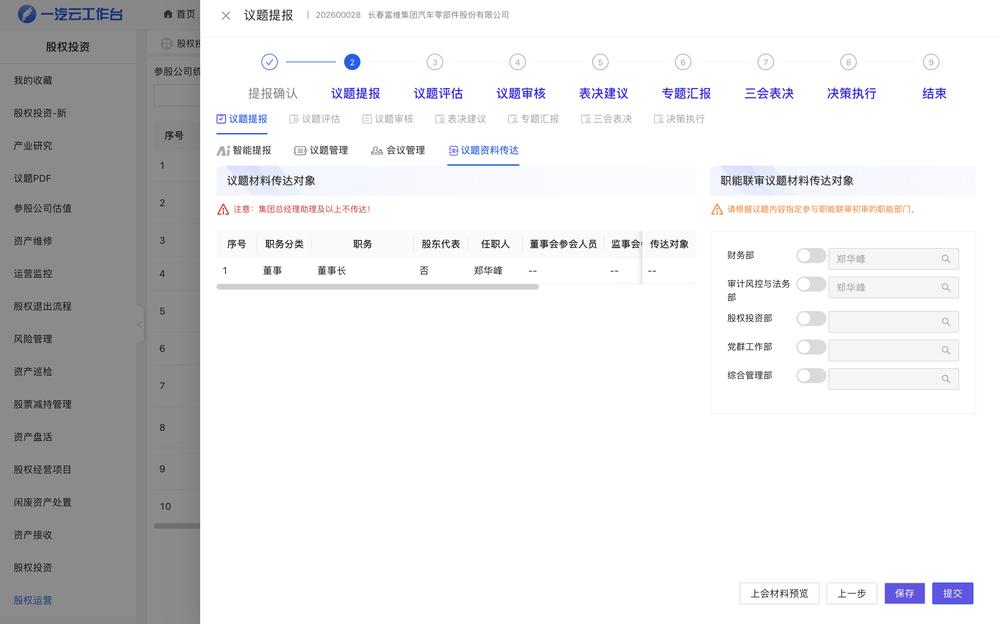 一汽云工作台
首页
股权投资
我的收藏
股权投资-新
产业研究
议题PDF
参股公司估值
资产维修
运营监控
股权退出流程
风险管理
资产巡检
股票减持管理
资产盘活
股权经营项目
闲废资产处置
资产接收
股权投资
股权运营
股权投
参股公司统
序号
1
2
3
4
5
6
7
8
9
10
议题提报 | 202600028 长春富维集团汽车零部件股份有限公司
2 3 4 5 6 7 8 9
提报确认 议题提报 议题评估 议题审核 表决建议 专题汇报 三会表决 决策执行 结束
议题提报 议题评估 议题审核 表决建议 专题汇报 三会表决 决策执行
Ai 智能提报 议题管理 会议管理 议题资料传达
议题材料传达对象
注意：集团总经理助理及以上不传达！
序号 职务分类 职务 股东代表 任职人 董事会参会人员 监事会 传达对象
1 董事 董事长 否 郑华峰 -- -- --
职能联审议题材料传达对象
请根据议题内容指定参与职能联审初审的职能部门。
财务部 郑华峰
审计风控与法务 郑华峰
部
股权投资部
党群工作部
综合管理部
上会材料预览 上一步 保存 提交